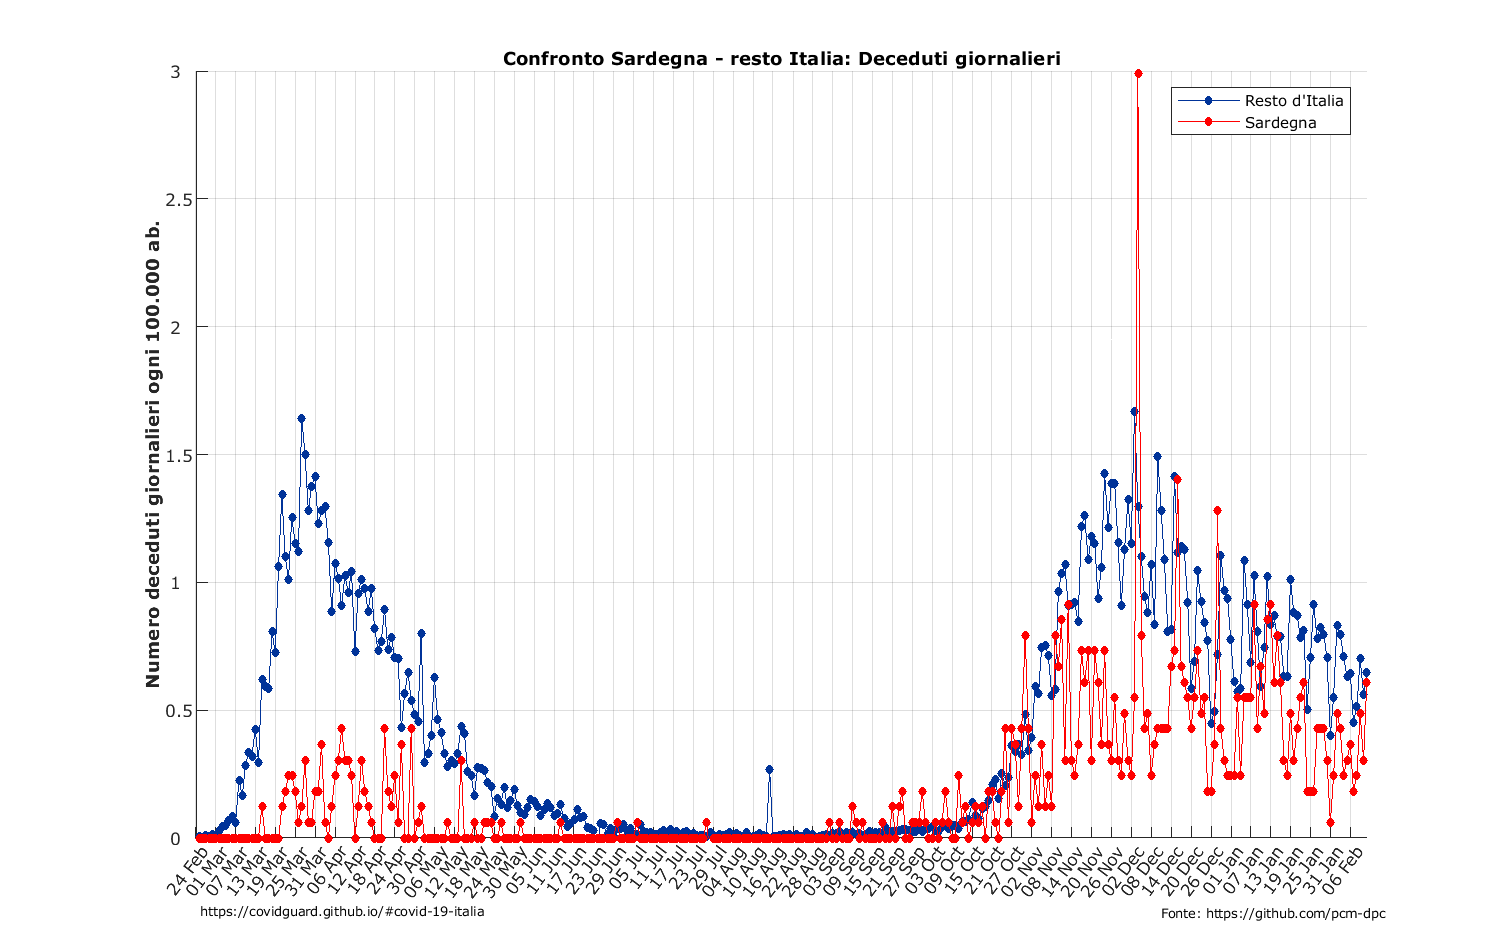 Confronto Sardegna - resto Italia: Deceduti giornalieri
Resto d'Italia
Sardegna
Numero deceduti giornalieri ogni 100.000 ab.
3
2.5
2
1.5
1
0.5
0
24 Feb
01 Mar
07 Mar
13 Mar
19 Mar
25 Mar
31 Mar
06 Apr
12 Apr
18 Apr
24 Apr
30 Apr
06 May
12 May
18 May
24 May
30 May
05 Jun
11 Jun
17 Jun
23 Jun
29 Jun
05 Jul
11 Jul
17 Jul
23 Jul
29 Jul
04 Aug
10 Aug
16 Aug
22 Aug
28 Aug
03 Sep
09 Sep
15 Sep
21 Sep
27 Sep
03 Oct
09 Oct
15 Oct
21 Oct
27 Oct
02 Nov
08 Nov
14 Nov
20 Nov
26 Nov
02 Dec
08 Dec
14 Dec
20 Dec
26 Dec
01 Jan
07 Jan
13 Jan
19 Jan
25 Jan
31 Jan
06 Feb
https://covidguard.github.io/#covid-19-italia
Fonte: https://github.com/pcm-dpc